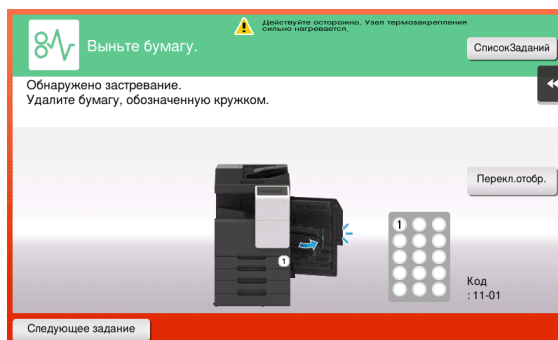 Действуйте осторожно. Узел термозакрепления
сильно нагревается.
Выньте бумагу.
СписокЗаданий
Обнаружено застревание.
Удалите бумагу, обозначенную кружком.
Перекл.отобр.
1
1
Код
: 11-01
Следующее задание